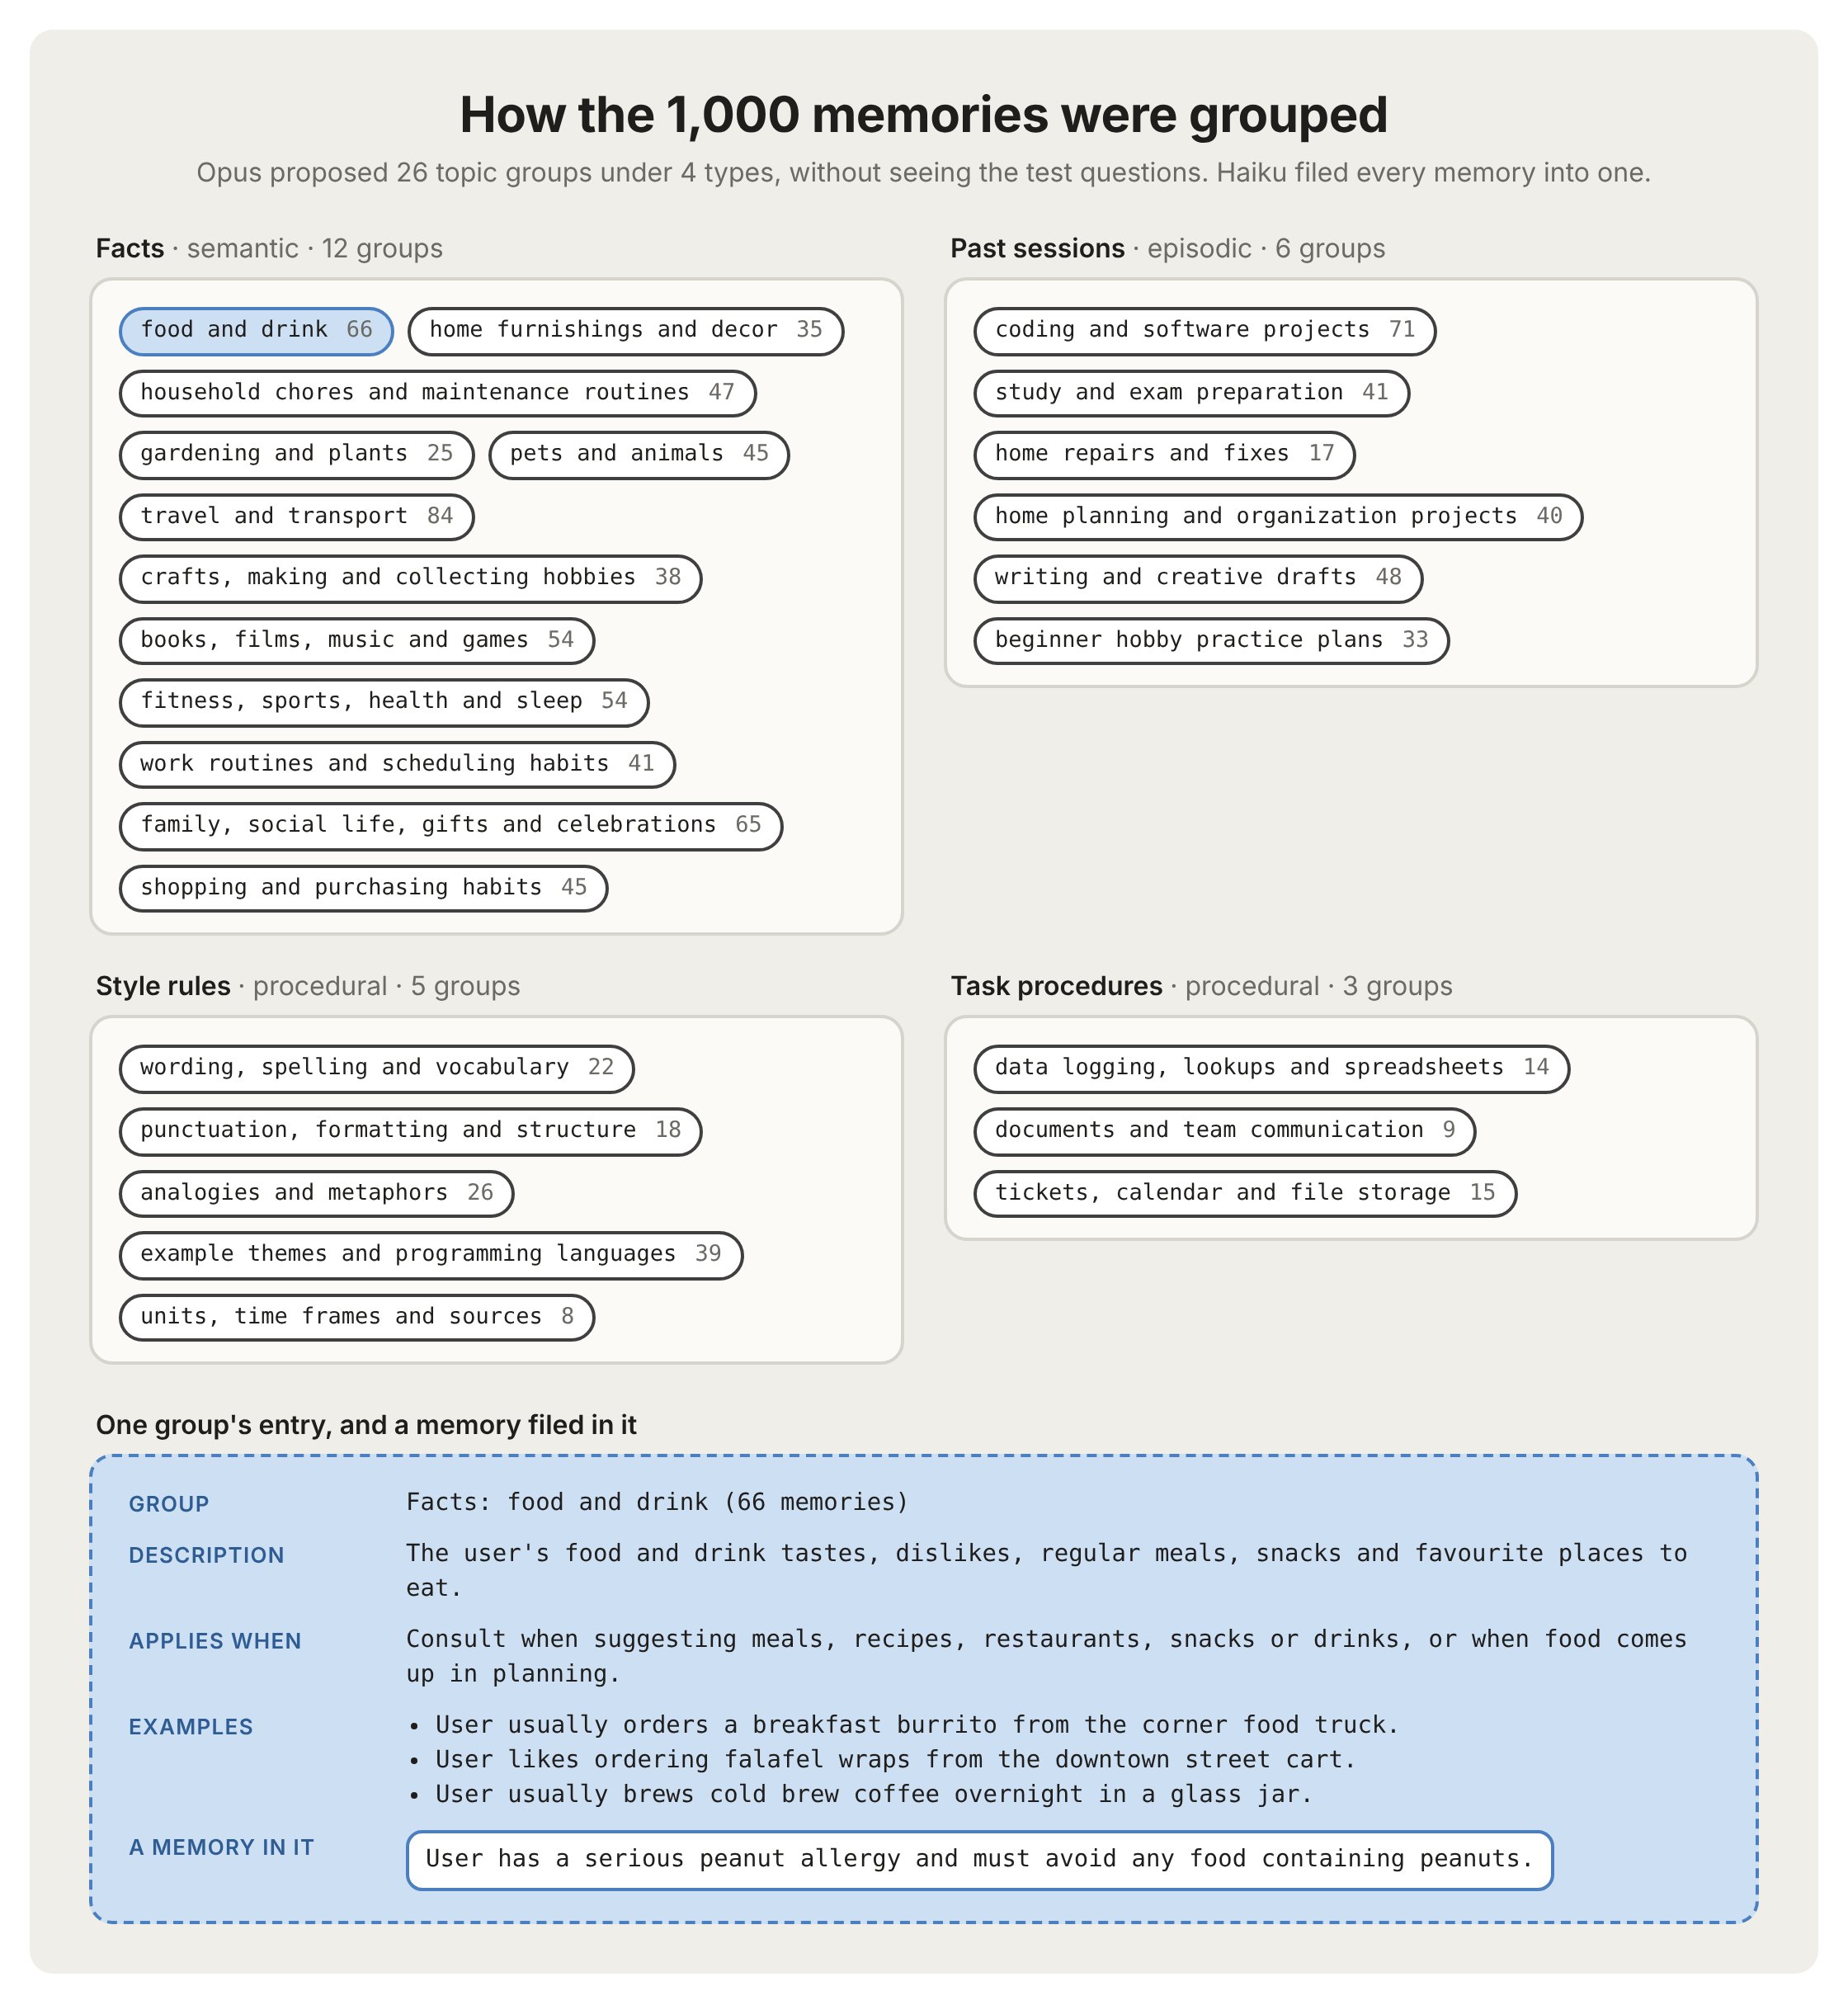 How the 1,000 memories were grouped
Opus proposed 26 topic groups under 4 types, without seeing the test questions. Haiku filed every memory into one.
Facts · semantic · 12 groups
food and drink 66
home furnishings and decor 35
household chores and maintenance routines 47
gardening and plants 25
pets and animals 45
travel and transport 84
crafts, making and collecting hobbies 38
books, films, music and games 54
fitness, sports, health and sleep 54
work routines and scheduling habits 41
family, social life, gifts and celebrations 65
shopping and purchasing habits 45
Past sessions · episodic · 6 groups
coding and software projects 71
study and exam preparation 41
home repairs and fixes 17
home planning and organization projects 40
writing and creative drafts 48
beginner hobby practice plans 33
Style rules · procedural · 5 groups
wording, spelling and vocabulary 22
punctuation, formatting and structure 18
analogies and metaphors 26
example themes and programming languages 39
units, time frames and sources 8
Task procedures · procedural · 3 groups
data logging, lookups and spreadsheets 14
documents and team communication 9
tickets, calendar and file storage 15
One group's entry, and a memory filed in it
GROUP
Facts: food and drink (66 memories)
DESCRIPTION
The user's food and drink tastes, dislikes, regular meals, snacks and favourite places to
eat.
APPLIES WHEN
Consult when suggesting meals, recipes, restaurants, snacks or drinks, or when food comes
up in planning.
EXAMPLES
• User usually orders a breakfast burrito from the corner food truck.
• User likes ordering falafel wraps from the downtown street cart.
• User usually brews cold brew coffee overnight in a glass jar.
A MEMORY IN IT
User has a serious peanut allergy and must avoid any food containing peanuts.